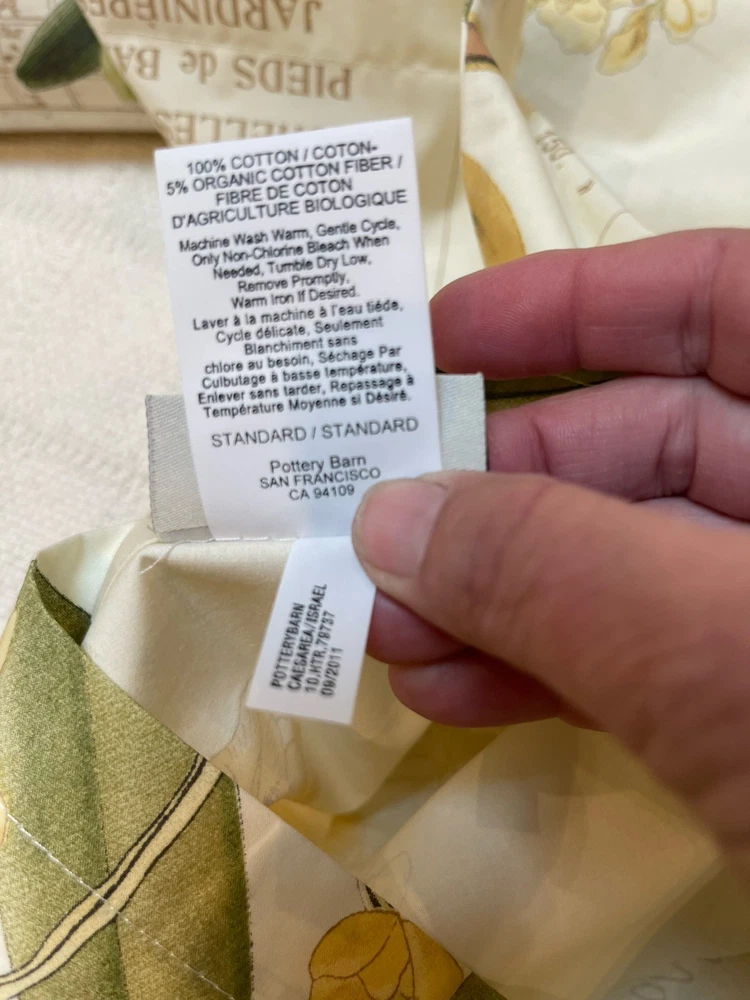 JARDINIÈRE
PIEDS de BA
100% COTTON / COTON-
5% ORGANIC COTTON FIBER /
FIBRE DE COTON
D'AGRICULTURE BIOLOGIQUE
Machine Wash Warm, Gentle Cycle,
Only Non-Chlorine Bleach When
Needed, Tumble Dry Low,
Remove Promptly,
Warm Iron If Desired.
Laver à la machine à l'eau tiède,
Cycle délicate, Seulement
Blanchiment sans
chlore au besoin, Séchage Par
Culbutage à basse température,
Enlever sans tarder, Repassage à
Température Moyenne si Désiré.
STANDARD / STANDARD
Pottery Barn
SAN FRANCISCO
CA 94109
POTTERYBARN
CAESAREA/ISRAEL
10.HTR.79737
09/2011